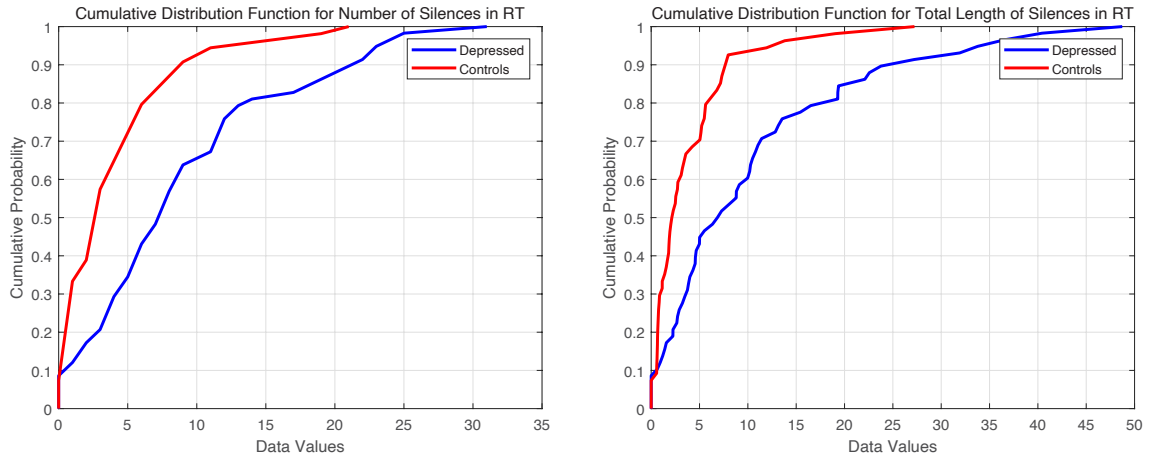 Cumulative Distribution Function for Number of Silences in RT
1
0.9
0.8
0.7
0.6
0.5
0.4
0.3
0.2
0.1
0
Cumulative Probability
Depressed
Controls
0 5 10 15 20 25 30 35
Data Values
Cumulative Distribution Function for Total Length of Silences in RT
1
0.9
0.8
0.7
0.6
0.5
0.4
0.3
0.2
0.1
0
Cumulative Probability
Depressed
Controls
0 5 10 15 20 25 30 35 40 45 50
Data Values